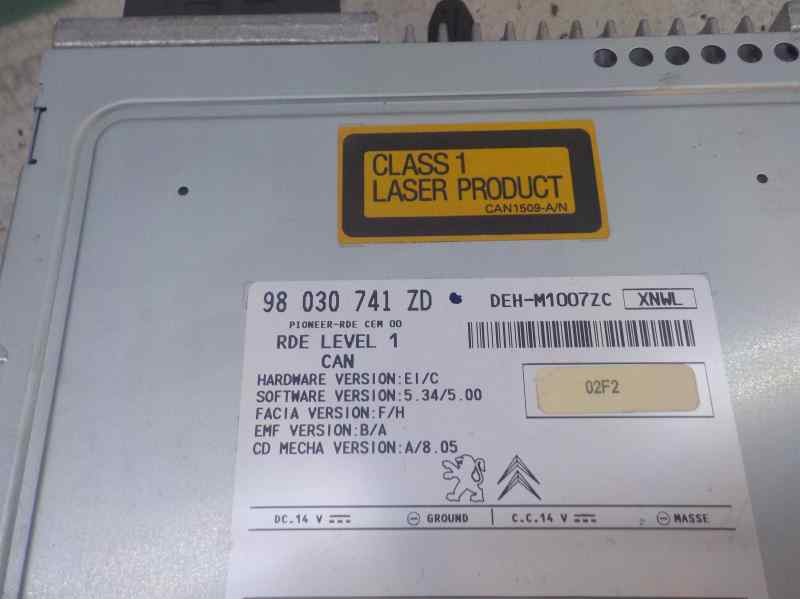 CLASS 1
LASER PRODUCT
CAN1509-A/N
98 030 741 ZD DEH-M1007ZC XNWL
PIONEER-RDE CEM 00
RDE LEVEL 1
CAN
HARDWARE VERSION:EI/C
SOFTWARE VERSION:5.34/5.00
FACIA VERSION:F/H
EMF VERSION:B/A
CD MECHA VERSION:A/8.05
02F2
DC.14 V GROUND C.C.14 V MASSE